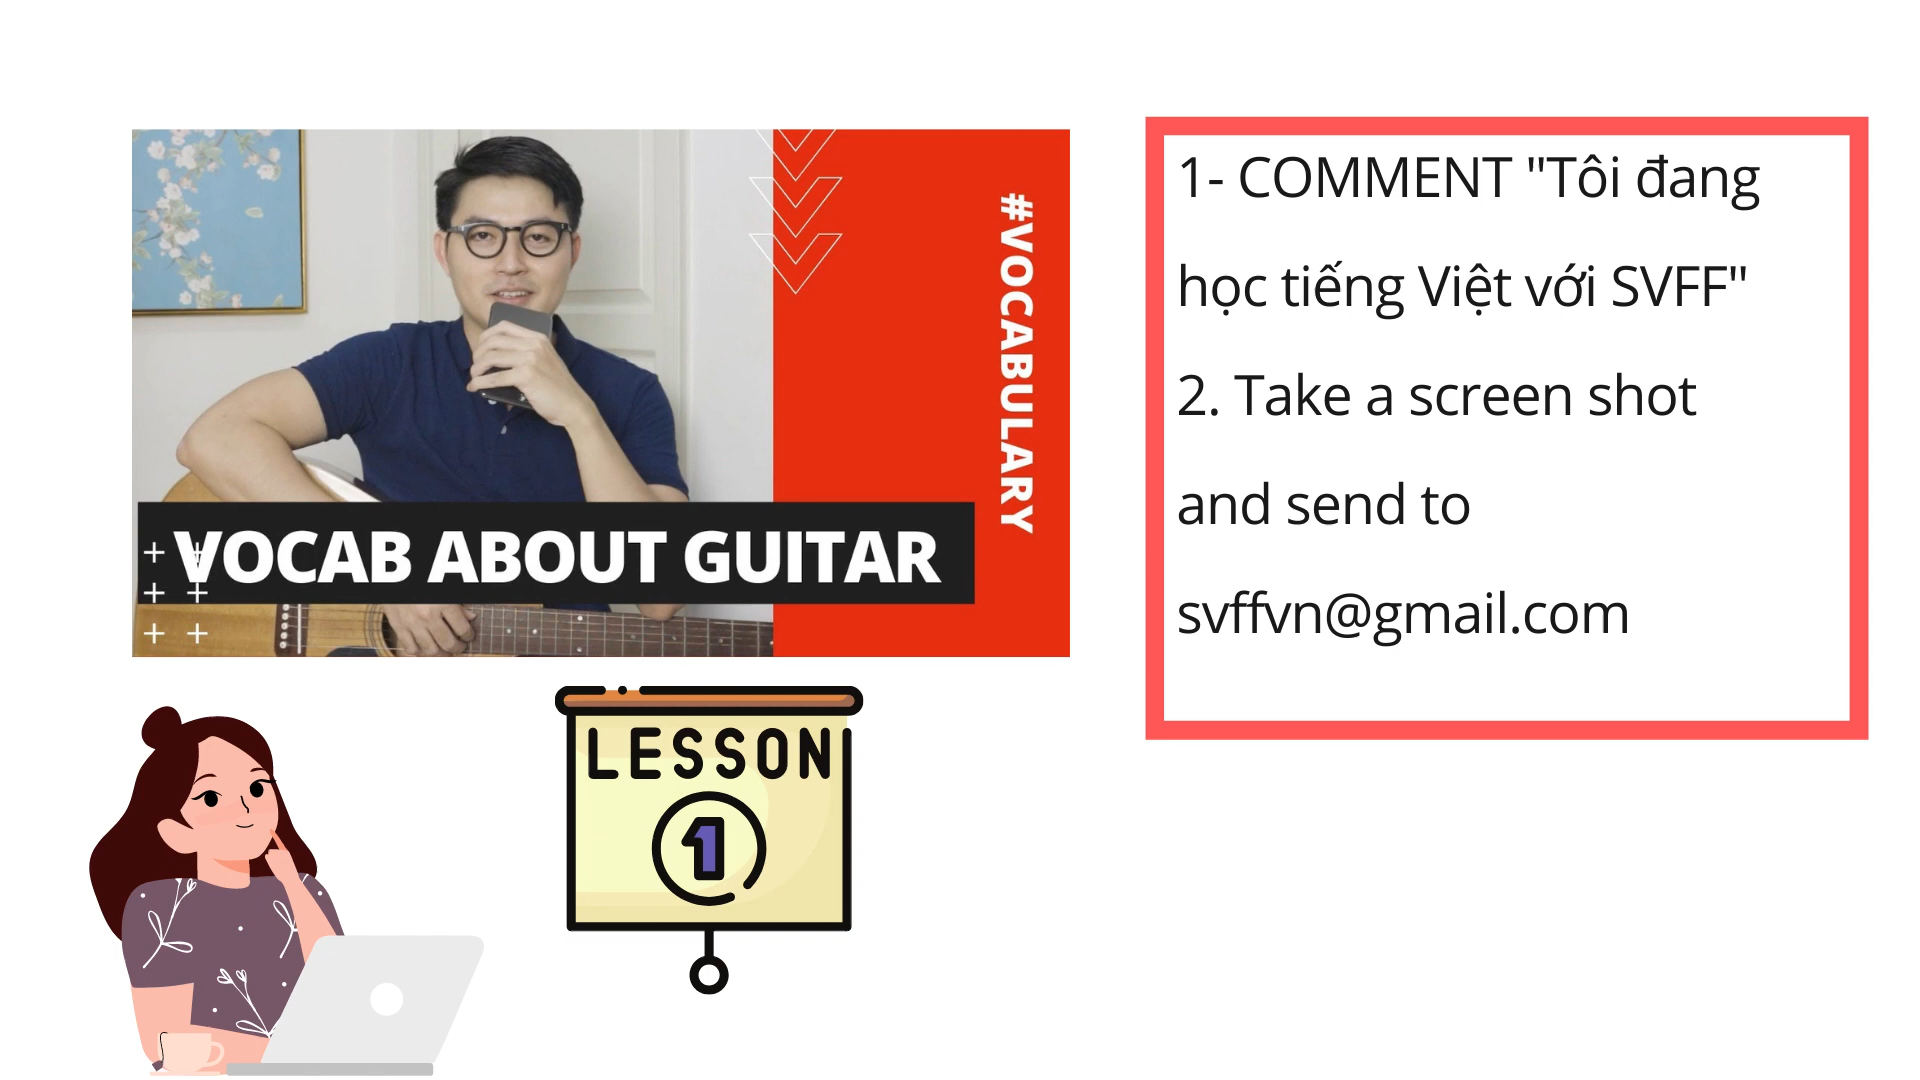 #VOCABULARY
VOCAB ABOUT GUITAR
LESSON
1
1- COMMENT "Tôi đang
học tiếng Việt với SVFF"
2. Take a screen shot
and send to
svffvn@gmail.com